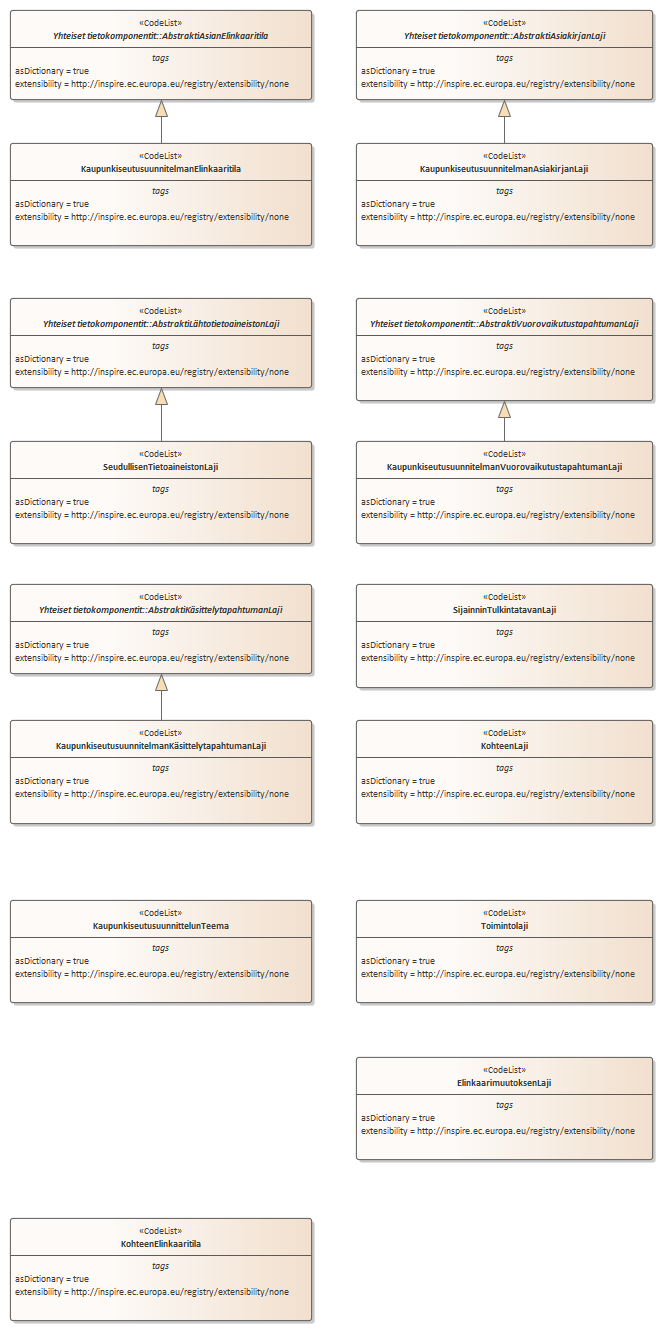 «CodeList»
Yhteiset tietokomponentit::AbstraktiAsianElinkaaritila
tags
asDictionary = true
extensibility = http://inspire.ec.europa.eu/registry/extensibility/none
«CodeList»
Yhteiset tietokomponentit::AbstraktiAsiakirjanLaji
tags
asDictionary = true
extensibility = http://inspire.ec.europa.eu/registry/extensibility/none
«CodeList»
KaupunkiseutusuunnitelmanElinkaaritila
tags
asDictionary = true
extensibility = http://inspire.ec.europa.eu/registry/extensibility/none
«CodeList»
KaupunkiseutusuunnitelmanAsiakirjanLaji
tags
asDictionary = true
extensibility = http://inspire.ec.europa.eu/registry/extensibility/none
«CodeList»
Yhteiset tietokomponentit::AbstraktiLähtotietoaineistonLaji
tags
asDictionary = true
extensibility = http://inspire.ec.europa.eu/registry/extensibility/none
«CodeList»
Yhteiset tietokomponentit::AbstraktiVuorovaikutustapahtumanLaji
tags
asDictionary = true
extensibility = http://inspire.ec.europa.eu/registry/extensibility/none
«CodeList»
SeudullisenTietoaineistonLaji
tags
asDictionary = true
extensibility = http://inspire.ec.europa.eu/registry/extensibility/none
«CodeList»
KaupunkiseutusuunnitelmanVuorovaikutustapahtumanLaji
tags
asDictionary = true
extensibility = http://inspire.ec.europa.eu/registry/extensibility/none
«CodeList»
Yhteiset tietokomponentit::AbstraktiKäsittelytapahtumanLaji
tags
asDictionary = true
extensibility = http://inspire.ec.europa.eu/registry/extensibility/none
«CodeList»
SijainninTulkintatavanLaji
tags
asDictionary = true
extensibility = http://inspire.ec.europa.eu/registry/extensibility/none
«CodeList»
KaupunkiseutusuunnitelmanKäsittelytapahtumanLaji
tags
asDictionary = true
extensibility = http://inspire.ec.europa.eu/registry/extensibility/none
«CodeList»
KohteenLaji
tags
asDictionary = true
extensibility = http://inspire.ec.europa.eu/registry/extensibility/none
«CodeList»
KaupunkiseutusuunnittelunTeema
tags
asDictionary = true
extensibility = http://inspire.ec.europa.eu/registry/extensibility/none
«CodeList»
Toimintolaji
tags
asDictionary = true
extensibility = http://inspire.ec.europa.eu/registry/extensibility/none
«CodeList»
ElinkaarimuutoksenLaji
tags
asDictionary = true
extensibility = http://inspire.ec.europa.eu/registry/extensibility/none
«CodeList»
KohteenElinkaaritila
tags
asDictionary = true
extensibility = http://inspire.ec.europa.eu/registry/extensibility/none